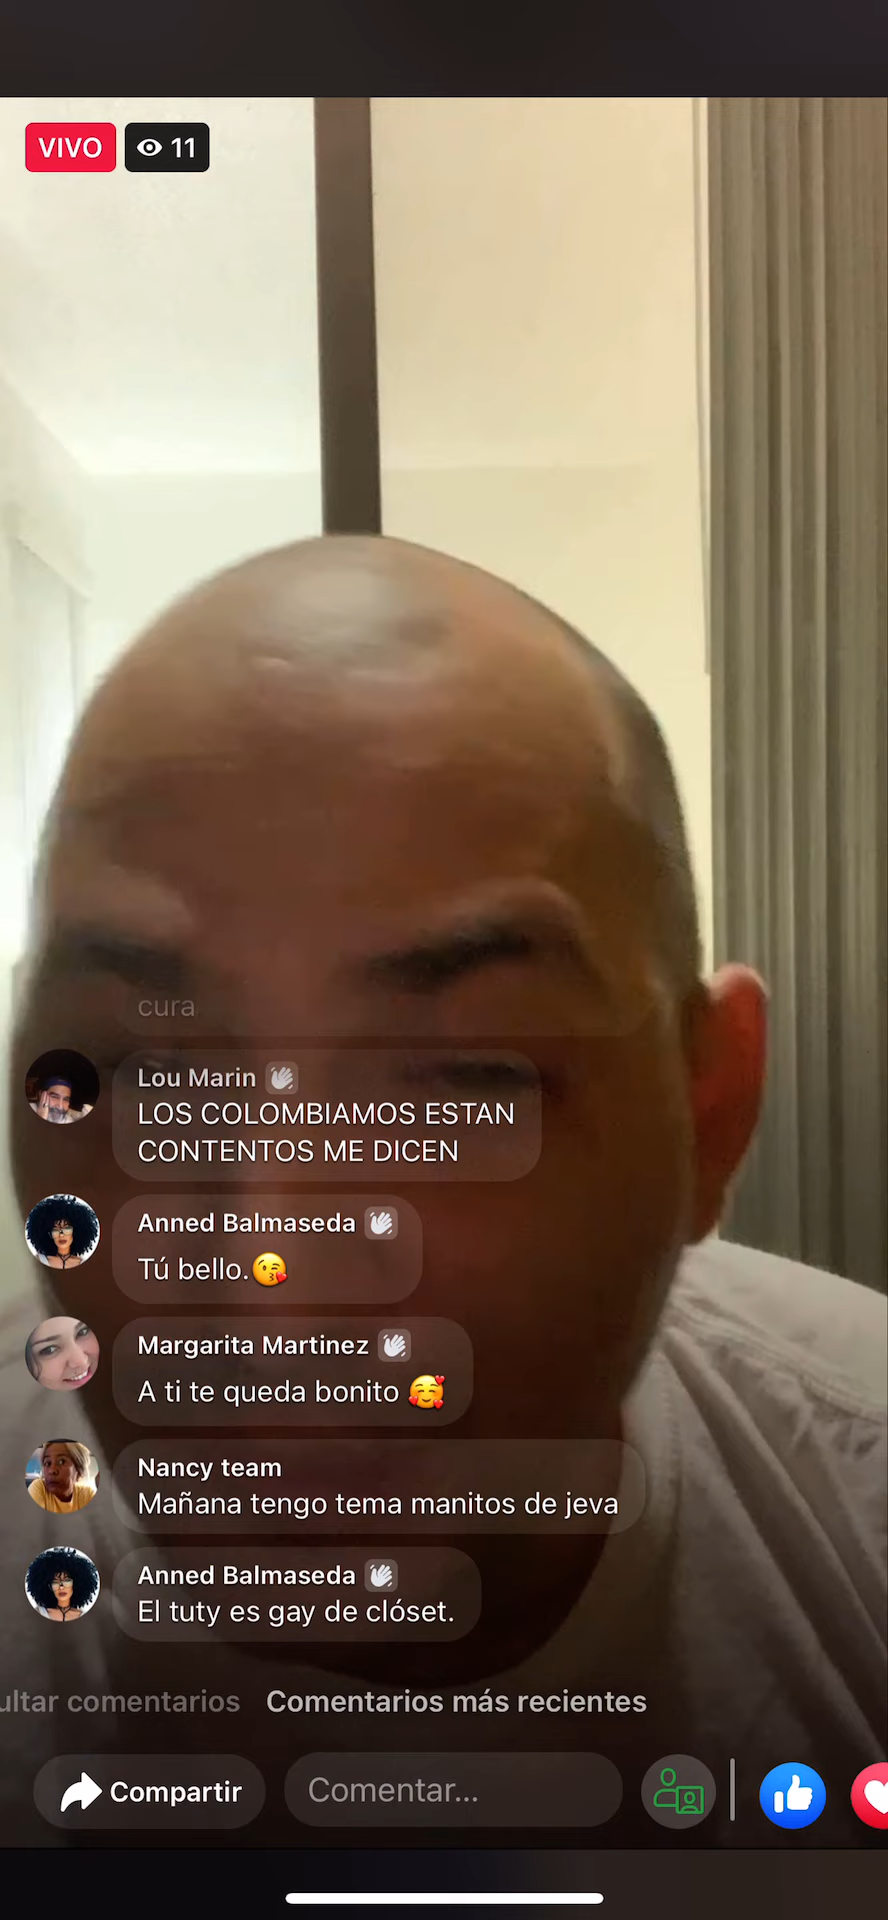 VIVO 11
cura
Lou Marin
LOS COLOMBIAMOS ESTAN
CONTENTOS ME DICEN
Anned Balmaseda
Tú bello.😘
Margarita Martinez
A ti te queda bonito 🥰
Nancy team
Mañana tengo tema manitos de jeva
Anned Balmaseda
El tuty es gay de clóset.
ultar comentarios Comentarios más recientes
Compartir Comentar...